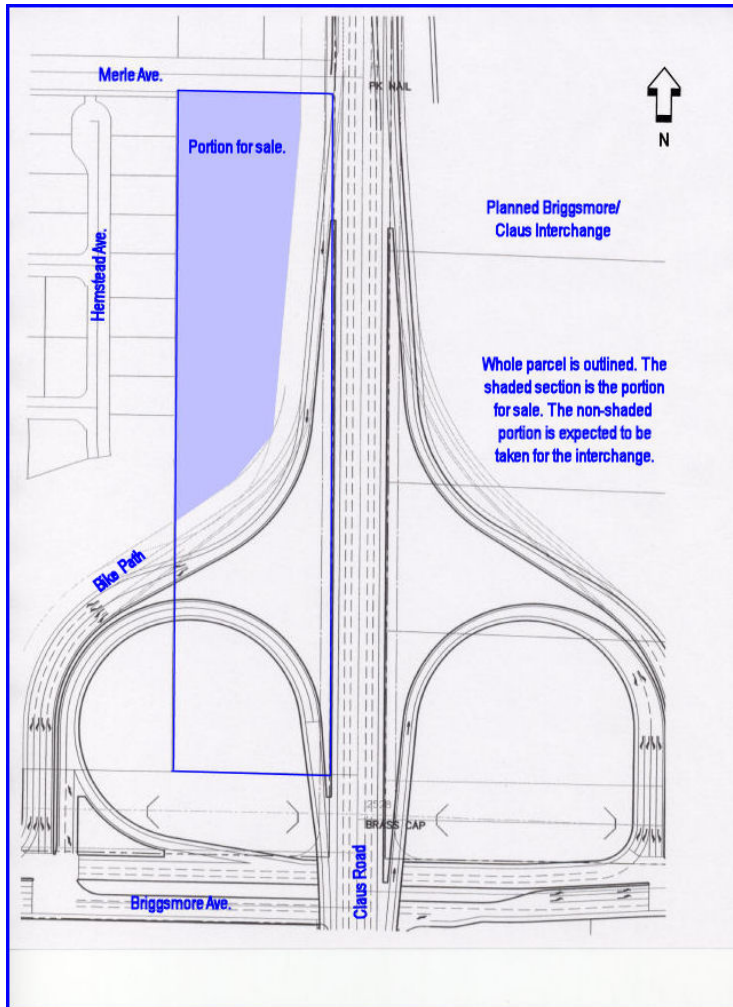 Merle Ave.
PK NAIL
Portion for sale.
N
Planned Briggsmore/
Claus Interchange
Hemstead Ave.
Whole parcel is outlined. The
shaded section is the portion
for sale. The non-shaded
portion is expected to be
taken for the interchange.
Bike Path
BRASS CAP
Claus Road
Briggsmore Ave.